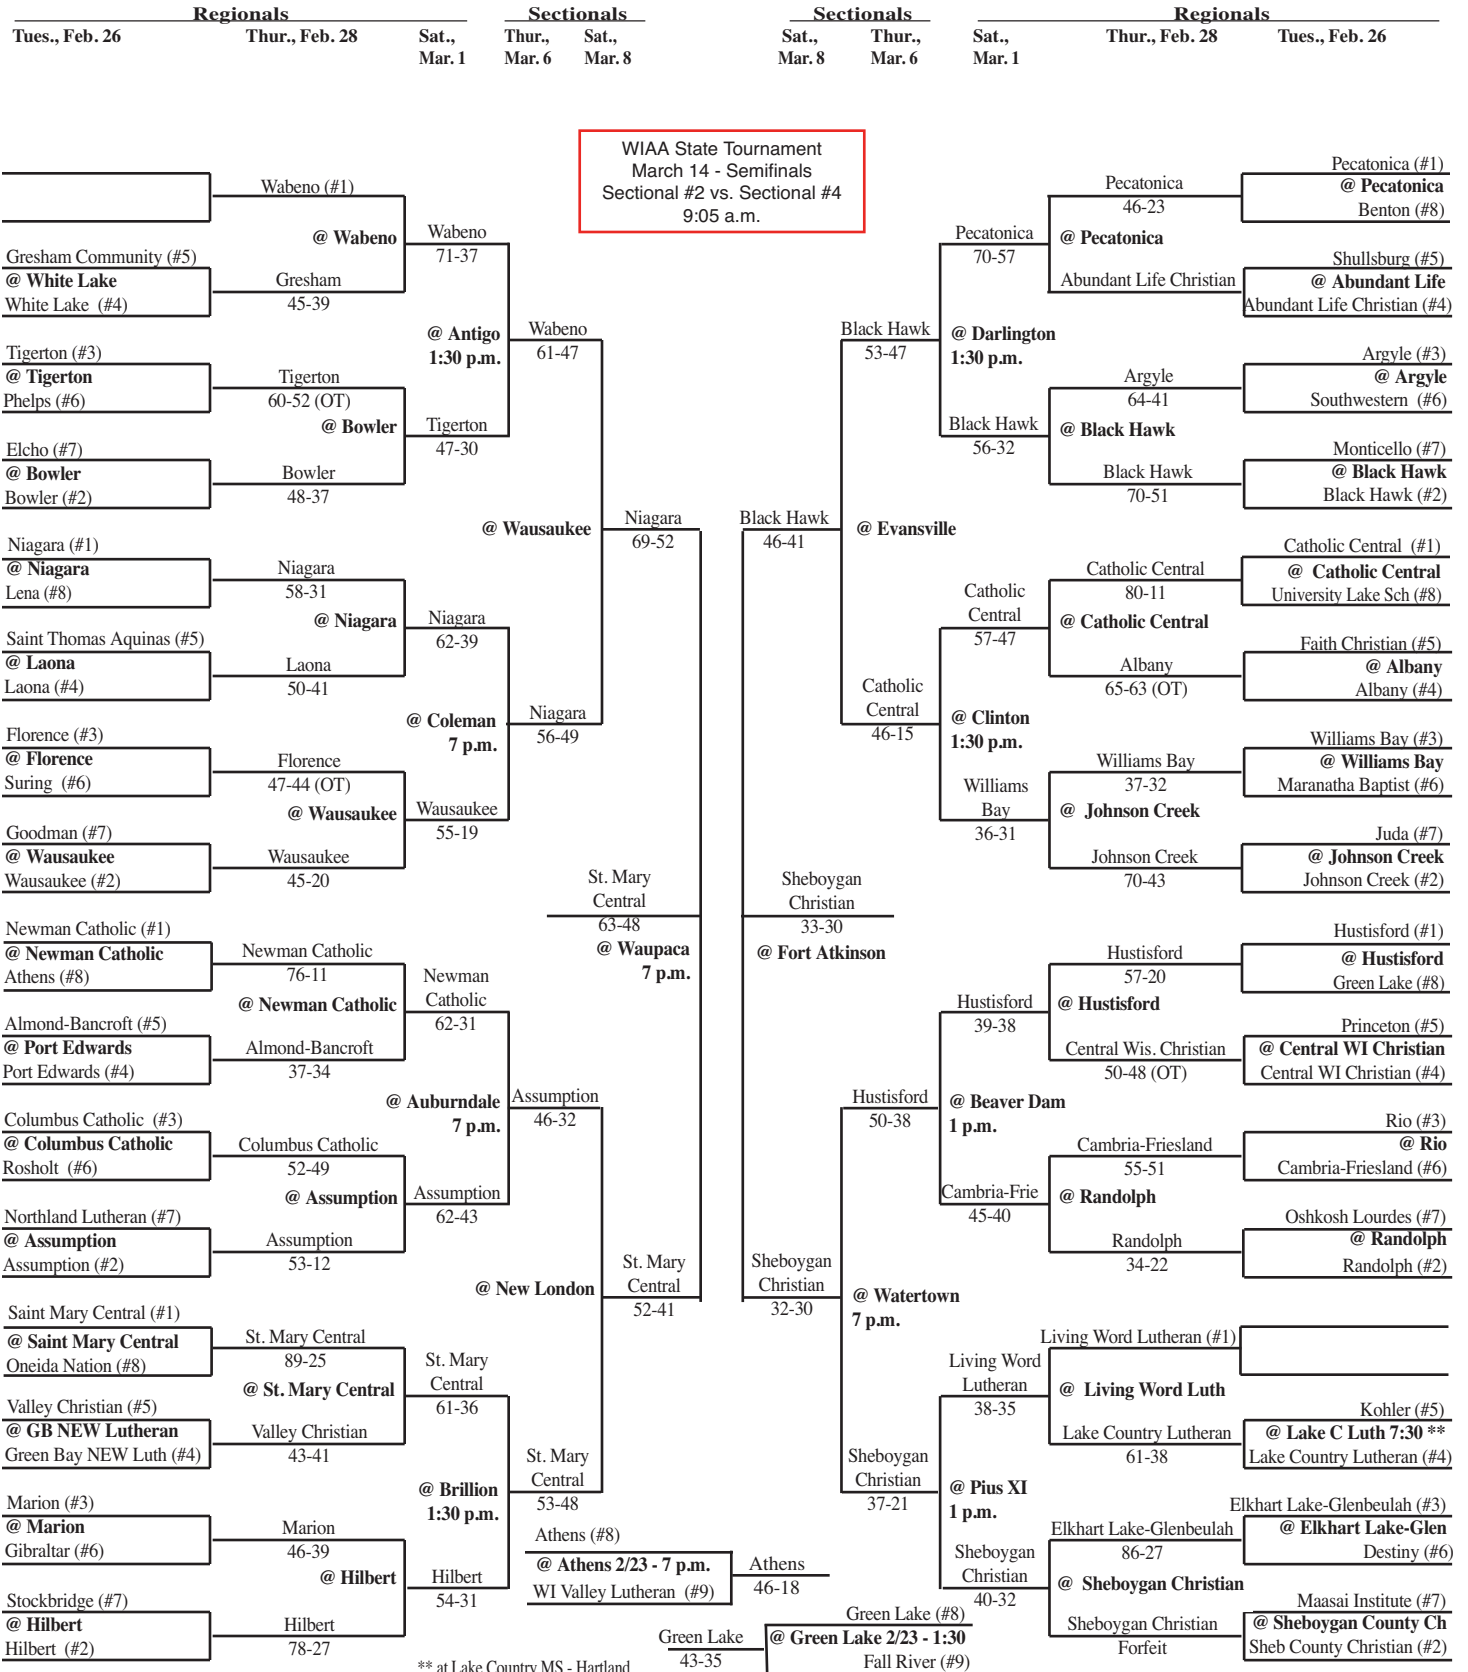 Regionals
Sectionals
Sectionals
Regionals
Tues., Feb. 26
Thur., Feb. 28
Sat.,
Mar. 1
Thur.,
Mar. 6
Sat.,
Mar. 8
Sat.,
Mar. 8
Thur.,
Mar. 6
Sat.,
Mar. 1
Thur., Feb. 28
Tues., Feb. 26
WIAA State Tournament
March 14 - Semifinals
Sectional #2 vs. Sectional #4
9:05 a.m.
Gresham Community (#5)
@ White Lake
White Lake (#4)
Tigerton (#3)
@ Tigerton
Phelps (#6)
Elcho (#7)
@ Bowler
Bowler (#2)
Niagara (#1)
@ Niagara
Lena (#8)
Saint Thomas Aquinas (#5)
@ Laona
Laona (#4)
Florence (#3)
@ Florence
Suring (#6)
Goodman (#7)
@ Wausaukee
Wausaukee (#2)
Newman Catholic (#1)
@ Newman Catholic
Athens (#8)
Almond-Bancroft (#5)
@ Port Edwards
Port Edwards (#4)
Columbus Catholic (#3)
@ Columbus Catholic
Rosholt (#6)
Northland Lutheran (#7)
@ Assumption
Assumption (#2)
Saint Mary Central (#1)
@ Saint Mary Central
Oneida Nation (#8)
Valley Christian (#5)
@ GB NEW Lutheran
Green Bay NEW Luth (#4)
Marion (#3)
@ Marion
Gibraltar (#6)
Stockbridge (#7)
@ Hilbert
Hilbert (#2)
Wabeno (#1)
@ Wabeno
Gresham
45-39
Tigerton
60-52 (OT)
@ Bowler
Bowler
48-37
Niagara
58-31
@ Niagara
Laona
50-41
Florence
47-44 (OT)
@ Wausaukee
Wausaukee
45-20
Newman Catholic
76-11
@ Newman Catholic
Almond-Bancroft
37-34
Columbus Catholic
52-49
@ Assumption
Assumption
53-12
St. Mary Central
89-25
@ St. Mary Central
Valley Christian
43-41
Marion
46-39
@ Hilbert
Hilbert
78-27
Wabeno
71-37
@ Antigo
1:30 p.m.
Tigerton
47-30
Niagara
62-39
@ Coleman
7 p.m.
Wausaukee
55-19
Newman
Catholic
62-31
@ Auburndale
7 p.m.
Assumption
62-43
St. Mary
Central
61-36
@ Brillion
1:30 p.m.
Hilbert
54-31
** at Lake Country MS - Hartland
Wabeno
61-47
@ Wausaukee
Niagara
56-49
Assumption
46-32
@ New London
St. Mary
Central
53-48
Niagara
69-52
St. Mary
Central
63-48
@ Waupaca
7 p.m.
St. Mary
Central
52-41
Athens (#8)
@ Athens 2/23 - 7 p.m.
WI Valley Lutheran (#9)
Athens
46-18
Green Lake
43-35
Green Lake (#8)
@ Green Lake 2/23 - 1:30
Fall River (#9)
Black Hawk
46-41
Sheboygan
Christian
33-30
@ Fort Atkinson
Sheboygan
Christian
32-30
Black Hawk
53-47
@ Evansville
Catholic
Central
46-15
Hustisford
50-38
@ Watertown
7 p.m.
Sheboygan
Christian
37-21
Pecatonica
70-57
@ Darlington
1:30 p.m.
Black Hawk
56-32
Catholic
Central
57-47
@ Clinton
1:30 p.m.
Williams
Bay
36-31
Hustisford
39-38
@ Beaver Dam
1 p.m.
Cambria-Frie
45-40
Living Word
Lutheran
38-35
@ Pius XI
1 p.m.
Sheboygan
Christian
40-32
Pecatonica
46-23
@ Pecatonica
Abundant Life Christian
Argyle
64-41
@ Black Hawk
Black Hawk
70-51
Catholic Central
80-11
@ Catholic Central
Albany
65-63 (OT)
Williams Bay
37-32
@ Johnson Creek
Johnson Creek
70-43
Hustisford
57-20
@ Hustisford
Central Wis. Christian
50-48 (OT)
Cambria-Friesland
55-51
@ Randolph
Randolph
34-22
Living Word Lutheran (#1)
@ Living Word Luth
Lake Country Lutheran
61-38
Elkhart Lake-Glenbeulah
86-27
@ Sheboygan Christian
Sheboygan Christian
Forfeit
Pecatonica (#1)
@ Pecatonica
Benton (#8)
Shullsburg (#5)
@ Abundant Life
Abundant Life Christian (#4)
Argyle (#3)
@ Argyle
Southwestern (#6)
Monticello (#7)
@ Black Hawk
Black Hawk (#2)
Catholic Central (#1)
@ Catholic Central
University Lake Sch (#8)
Faith Christian (#5)
@ Albany
Albany (#4)
Williams Bay (#3)
@ Williams Bay
Maranatha Baptist (#6)
Juda (#7)
@ Johnson Creek
Johnson Creek (#2)
Hustisford (#1)
@ Hustisford
Green Lake (#8)
Princeton (#5)
@ Central WI Christian
Central WI Christian (#4)
Rio (#3)
@ Rio
Cambria-Friesland (#6)
Oshkosh Lourdes (#7)
@ Randolph
Randolph (#2)
Kohler (#5)
@ Lake C Luth 7:30 **
Lake Country Lutheran (#4)
Elkhart Lake-Glenbeulah (#3)
@ Elkhart Lake-Glen
Destiny (#6)
Maasai Institute (#7)
@ Sheboygan County Ch
Sheb County Christian (#2)